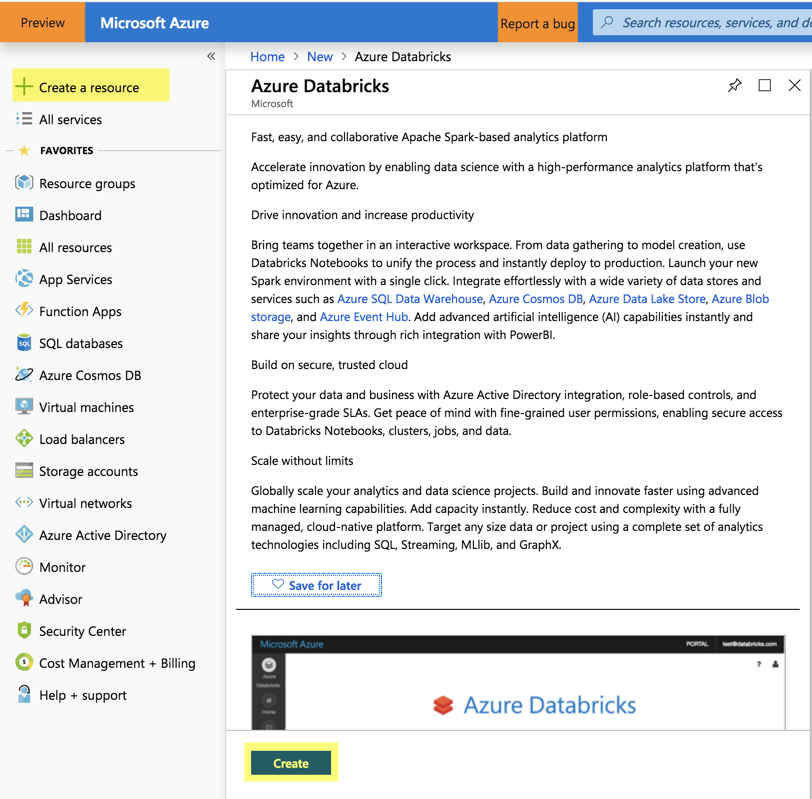 Preview
Microsoft Azure
Report a bug
Search resources, services, and do
«
Home > New > Azure Databricks
Create a resource
All services
FAVORITES
Resource groups
Dashboard
All resources
App Services
Function Apps
SQL
SQL databases
Azure Cosmos DB
Virtual machines
Load balancers
Storage accounts
Virtual networks
Azure Active Directory
Monitor
Advisor
Security Center
Cost Management + Billing
Help + support
Azure Databricks
Microsoft
Fast, easy, and collaborative Apache Spark-based analytics platform
Accelerate innovation by enabling data science with a high-performance analytics platform that's
optimized for Azure.
Drive innovation and increase productivity
Bring teams together in an interactive workspace. From data gathering to model creation, use
Databricks Notebooks to unify the process and instantly deploy to production. Launch your new
Spark environment with a single click. Integrate effortlessly with a wide variety of data stores and
services such as Azure SQL Data Warehouse, Azure Cosmos DB, Azure Data Lake Store, Azure Blob
storage, and Azure Event Hub. Add advanced artificial intelligence (AI) capabilities instantly and
share your insights through rich integration with PowerBI.
Build on secure, trusted cloud
Protect your data and business with Azure Active Directory integration, role-based controls, and
enterprise-grade SLAs. Get peace of mind with fine-grained user permissions, enabling secure access
to Databricks Notebooks, clusters, jobs, and data.
Scale without limits
Globally scale your analytics and data science projects. Build and innovate faster using advanced
machine learning capabilities. Add capacity instantly. Reduce cost and complexity with a fully
managed, cloud-native platform. Target any size data or project using a complete set of analytics
technologies including SQL, Streaming, MLlib, and GraphX.
Save for later
Microsoft Azure
PORTAL
test@databricks.com
?
Azure
Databricks
Home
Azure Databricks
Create